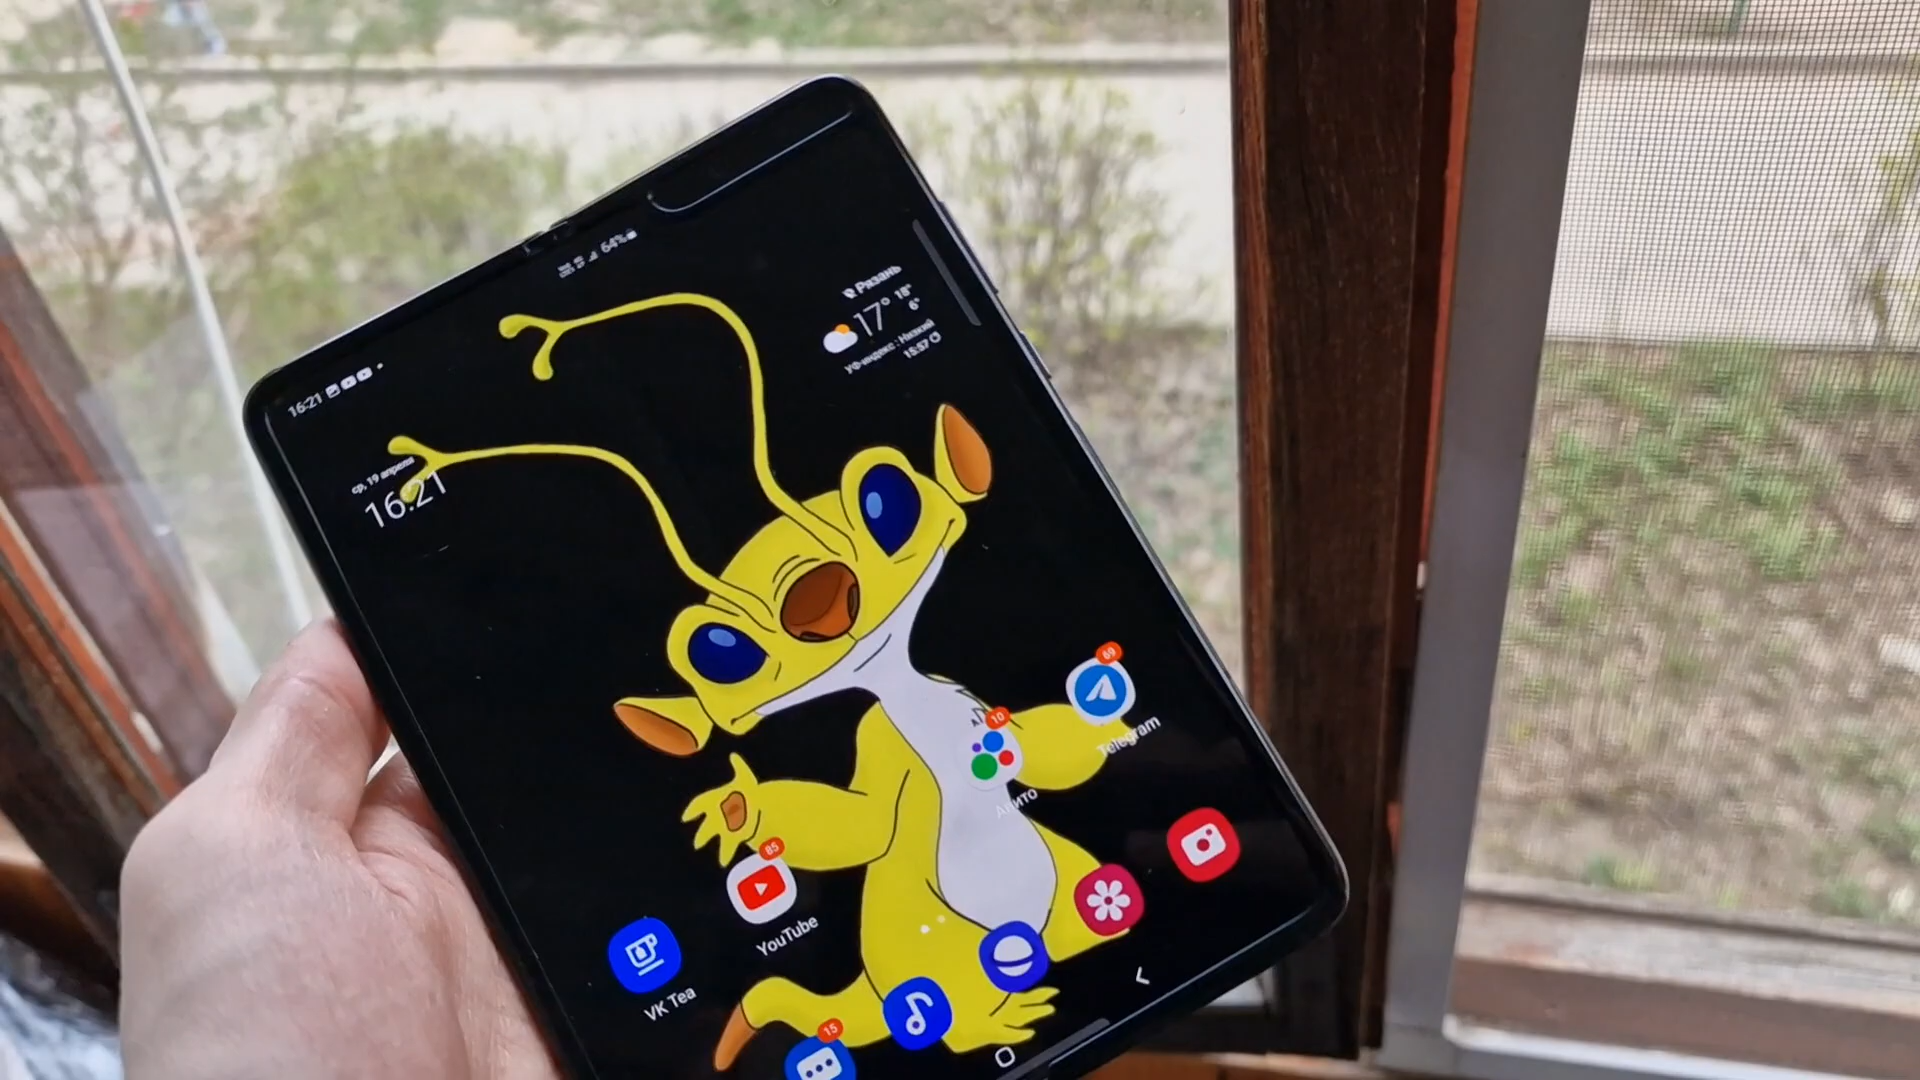 16:21
64%
ср, 19 апреля
16:21
Рязань
17°
18°
6°
УФ-индекс: Низкий
15:57
69
Telegram
10
Авито
85
YouTube
VK Tea
15